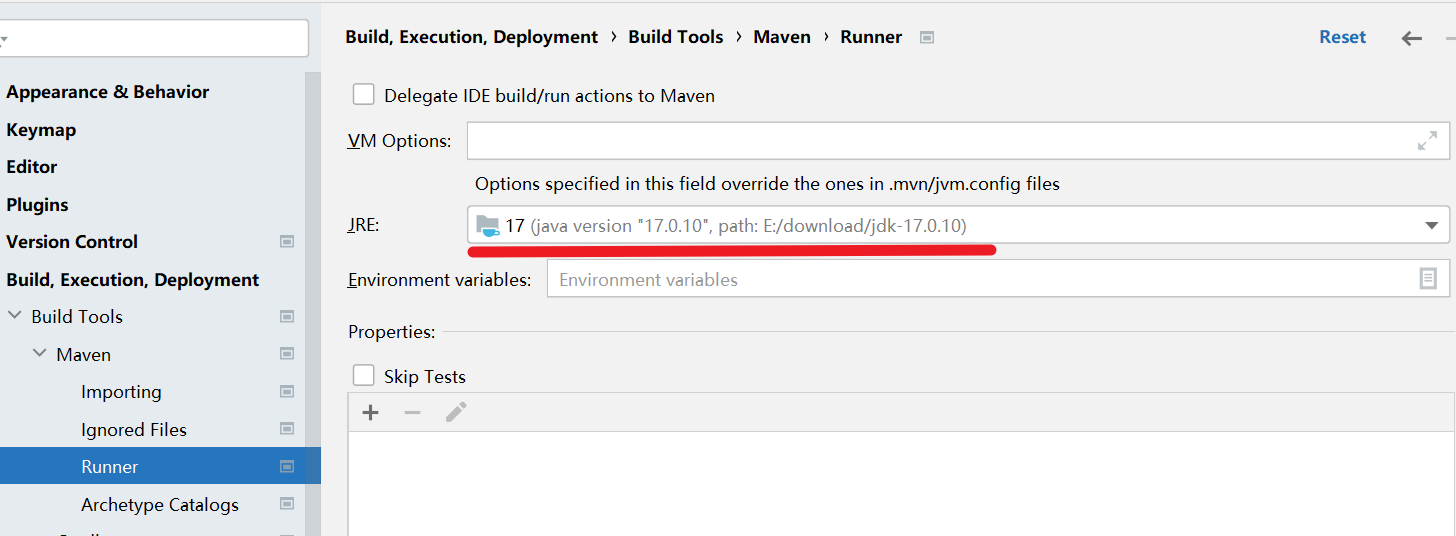 Build, Execution, Deployment › Build Tools › Maven › Runner
Reset
Appearance & Behavior
Keymap
Editor
Plugins
Version Control
Build, Execution, Deployment
Build Tools
Maven
Importing
Ignored Files
Runner
Archetype Catalogs
Delegate IDE build/run actions to Maven
VM Options:
Options specified in this field override the ones in .mvn/jvm.config files
JRE: 17 (java version "17.0.10", path: E:/download/jdk-17.0.10)
Environment variables: Environment variables
Properties:
Skip Tests